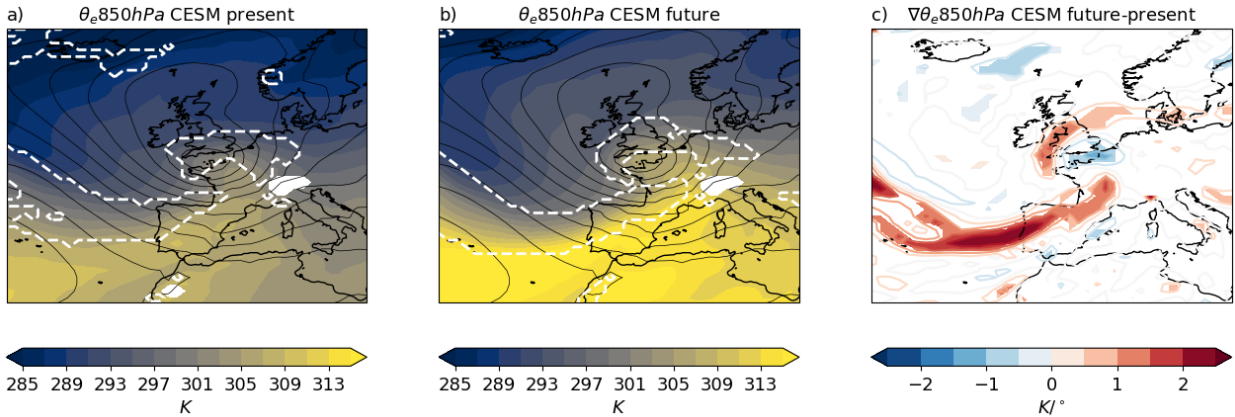 a) θe850hPa CESM present
b) θe850hPa CESM future
c) ∇θe850hPa CESM future-present
285 289 293 297 301 305 309 313
K
285 289 293 297 301 305 309 313
K
−2 −1 0 1 2
K/°